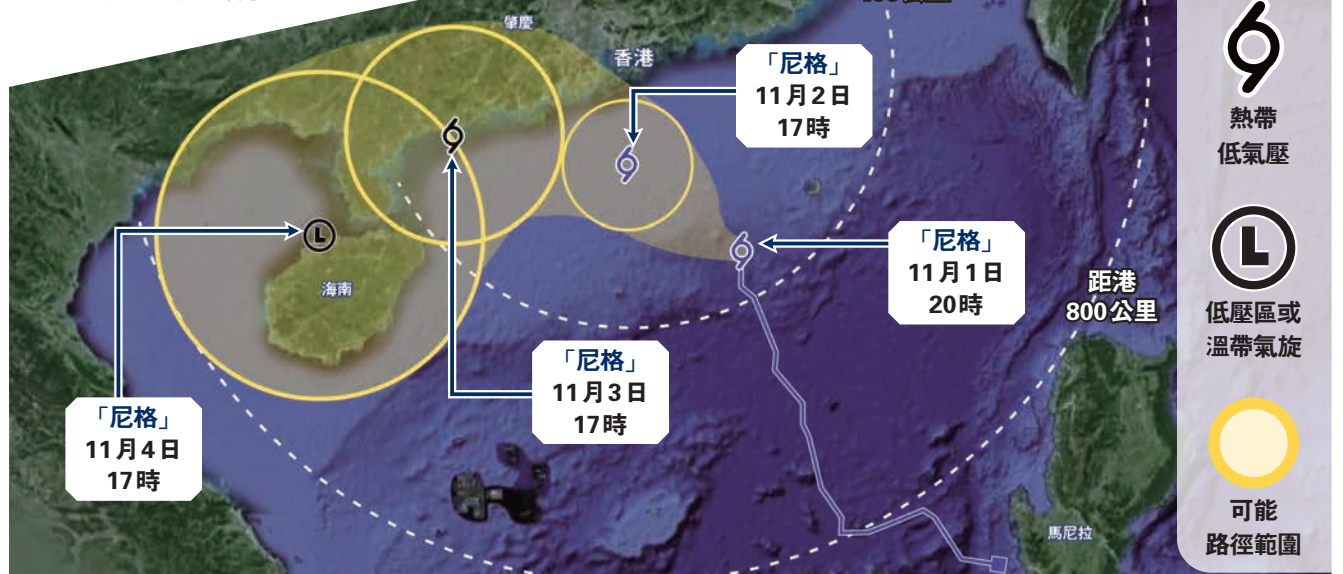 肇慶
香港
「尼格」
11月2日
17時
「尼格」
11月1日
20時
距港
800公里
海南
「尼格」
11月3日
17時
「尼格」
11月4日
17時
馬尼拉
熱帶
低氣壓
L
低壓區或
溫帶氣旋
可能
路徑範圍